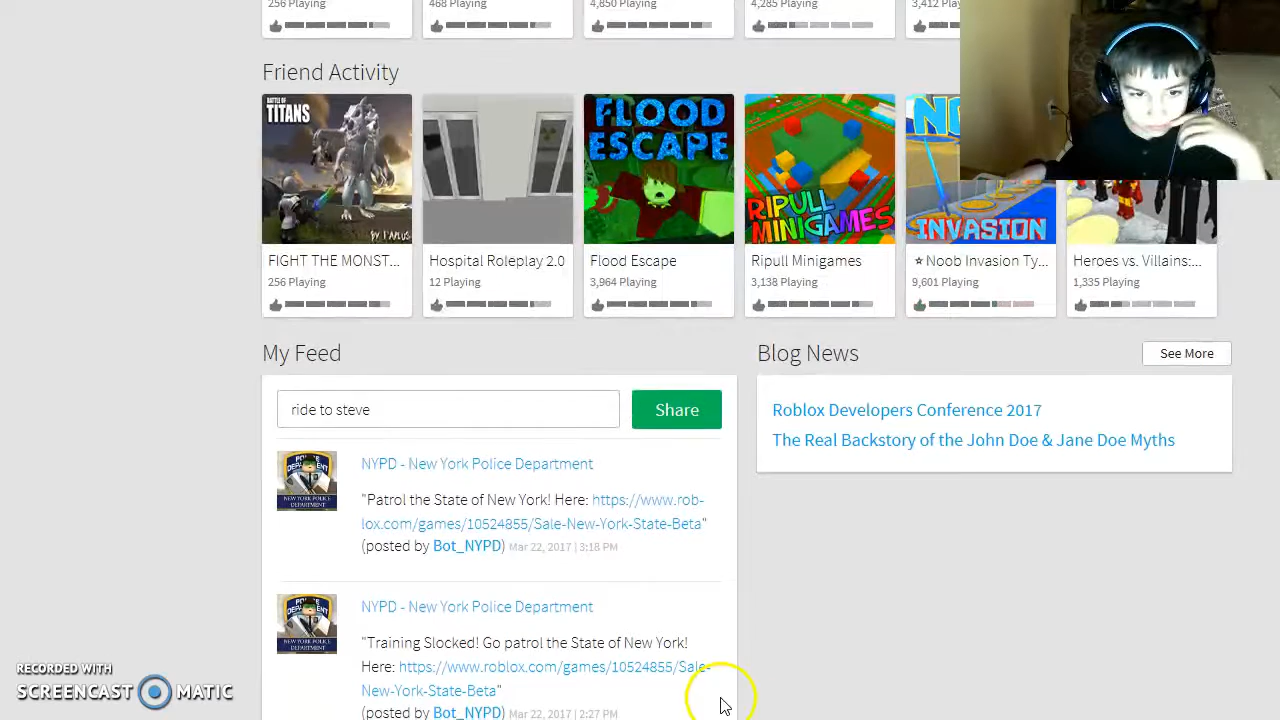 256 Playing 468 Playing 4,850 Playing 4,285 Playing 3,412
Friend Activity
BATTLE OF
TITANS
FLOOD
ESCAPE
RIPULL
MINIGAMES
INVASION
FIGHT THE MONST... Hospital Roleplay 2.0 Flood Escape Ripull Minigames ☆ Noob Invasion Ty... Heroes vs. Villains:...
256 Playing 12 Playing 3,964 Playing 3,138 Playing 9,601 Playing 1,335 Playing
My Feed
ride to steve
Share
NYPD - New York Police Department
"Patrol the State of New York! Here: https://www.rob-
lox.com/games/10524855/Sale-New-York-State-Beta"
(posted by Bot_NYPD) Mar 22, 2017 | 3:18 PM
NYPD - New York Police Department
"Training Slocked! Go patrol the State of New York!
Here: https://www.roblox.com/games/10524855/Sale-
New-York-State-Beta"
(posted by Bot_NYPD) Mar 22, 2017 | 2:27 PM
Blog News
See More
Roblox Developers Conference 2017
The Real Backstory of the John Doe & Jane Doe Myths
RECORDED WITH
SCREENCAST MATIC